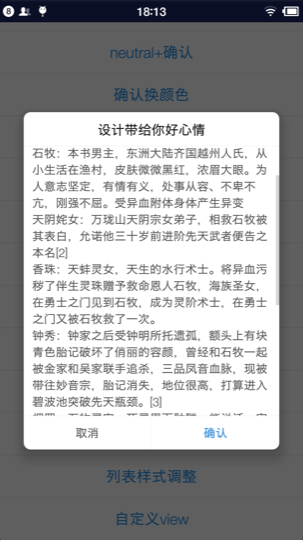 8
18:13
neutral+确认
确认换颜色
设计带给你好心情
石牧：本书男主，东洲大陆齐国越州人氏，从
小生活在渔村，皮肤微微黑红，浓眉大眼。为
人意志坚定，有情有义，处事从容、不卑不
亢，刚强不屈。受异血附体身体产生异变
天阴姹女：万珑山天阴宗女弟子，相救石牧被
其表白，允诺他三十岁前进阶先天武者便告之
本名[2]
香珠：天蚌灵女，天生的水行术士。将异血污
秽了伴生灵珠赠予救命恩人石牧，海族圣女，
在勇士之门见到石牧，成为灵阶术士，在勇士
之门又被石牧救了一次。
钟秀：钟家之后受钟明所托遗孤，额头上有块
青色胎记破坏了俏丽的容颜，曾经和石牧一起
被金家和吴家联手追杀，三品凤音血脉，现被
带往妙音宗，胎记消失，地位很高，打算进入
碧波池突破先天瓶颈。[3]
取消
确认
列表样式调整
自定义view